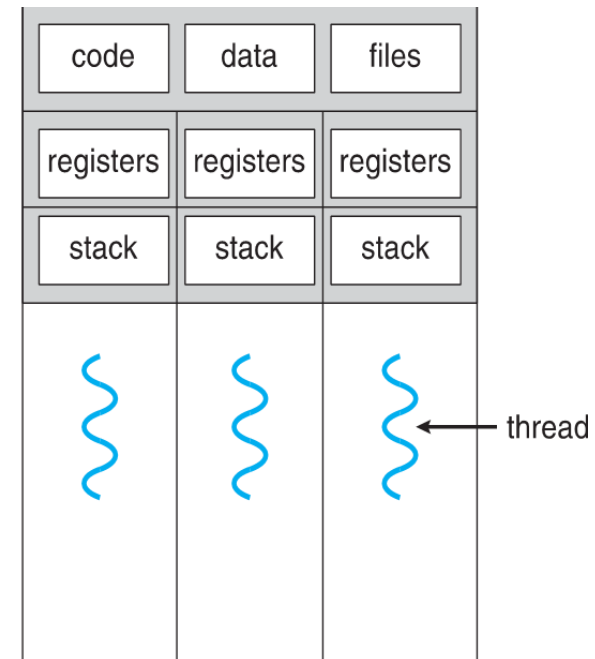 code data files
registers registers registers
stack stack stack
thread